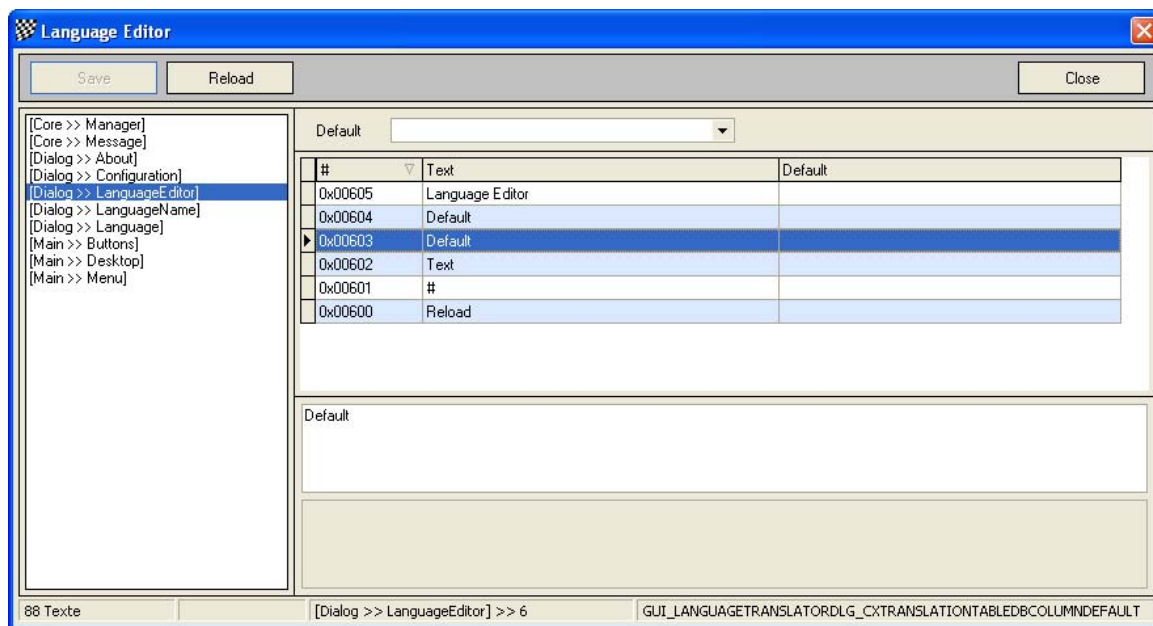 Language Editor
Save Reload Close
[Core >> Manager]
[Core >> Message]
[Dialog >> About]
[Dialog >> Configuration]
[Dialog >> LanguageEditor]
[Dialog >> LanguageName]
[Dialog >> Language]
[Main >> Buttons]
[Main >> Desktop]
[Main >> Menu]
Default
# Text Default
0x00605 Language Editor
0x00604 Default
0x00603 Default
0x00602 Text
0x00601 #
0x00600 Reload
Default
88 Texte [Dialog >> LanguageEditor] >> 6 GUI_LANGUAGETRANSLATORDLG_CXTRANSLATIONTABLEDBCOLUMNDEFAULT